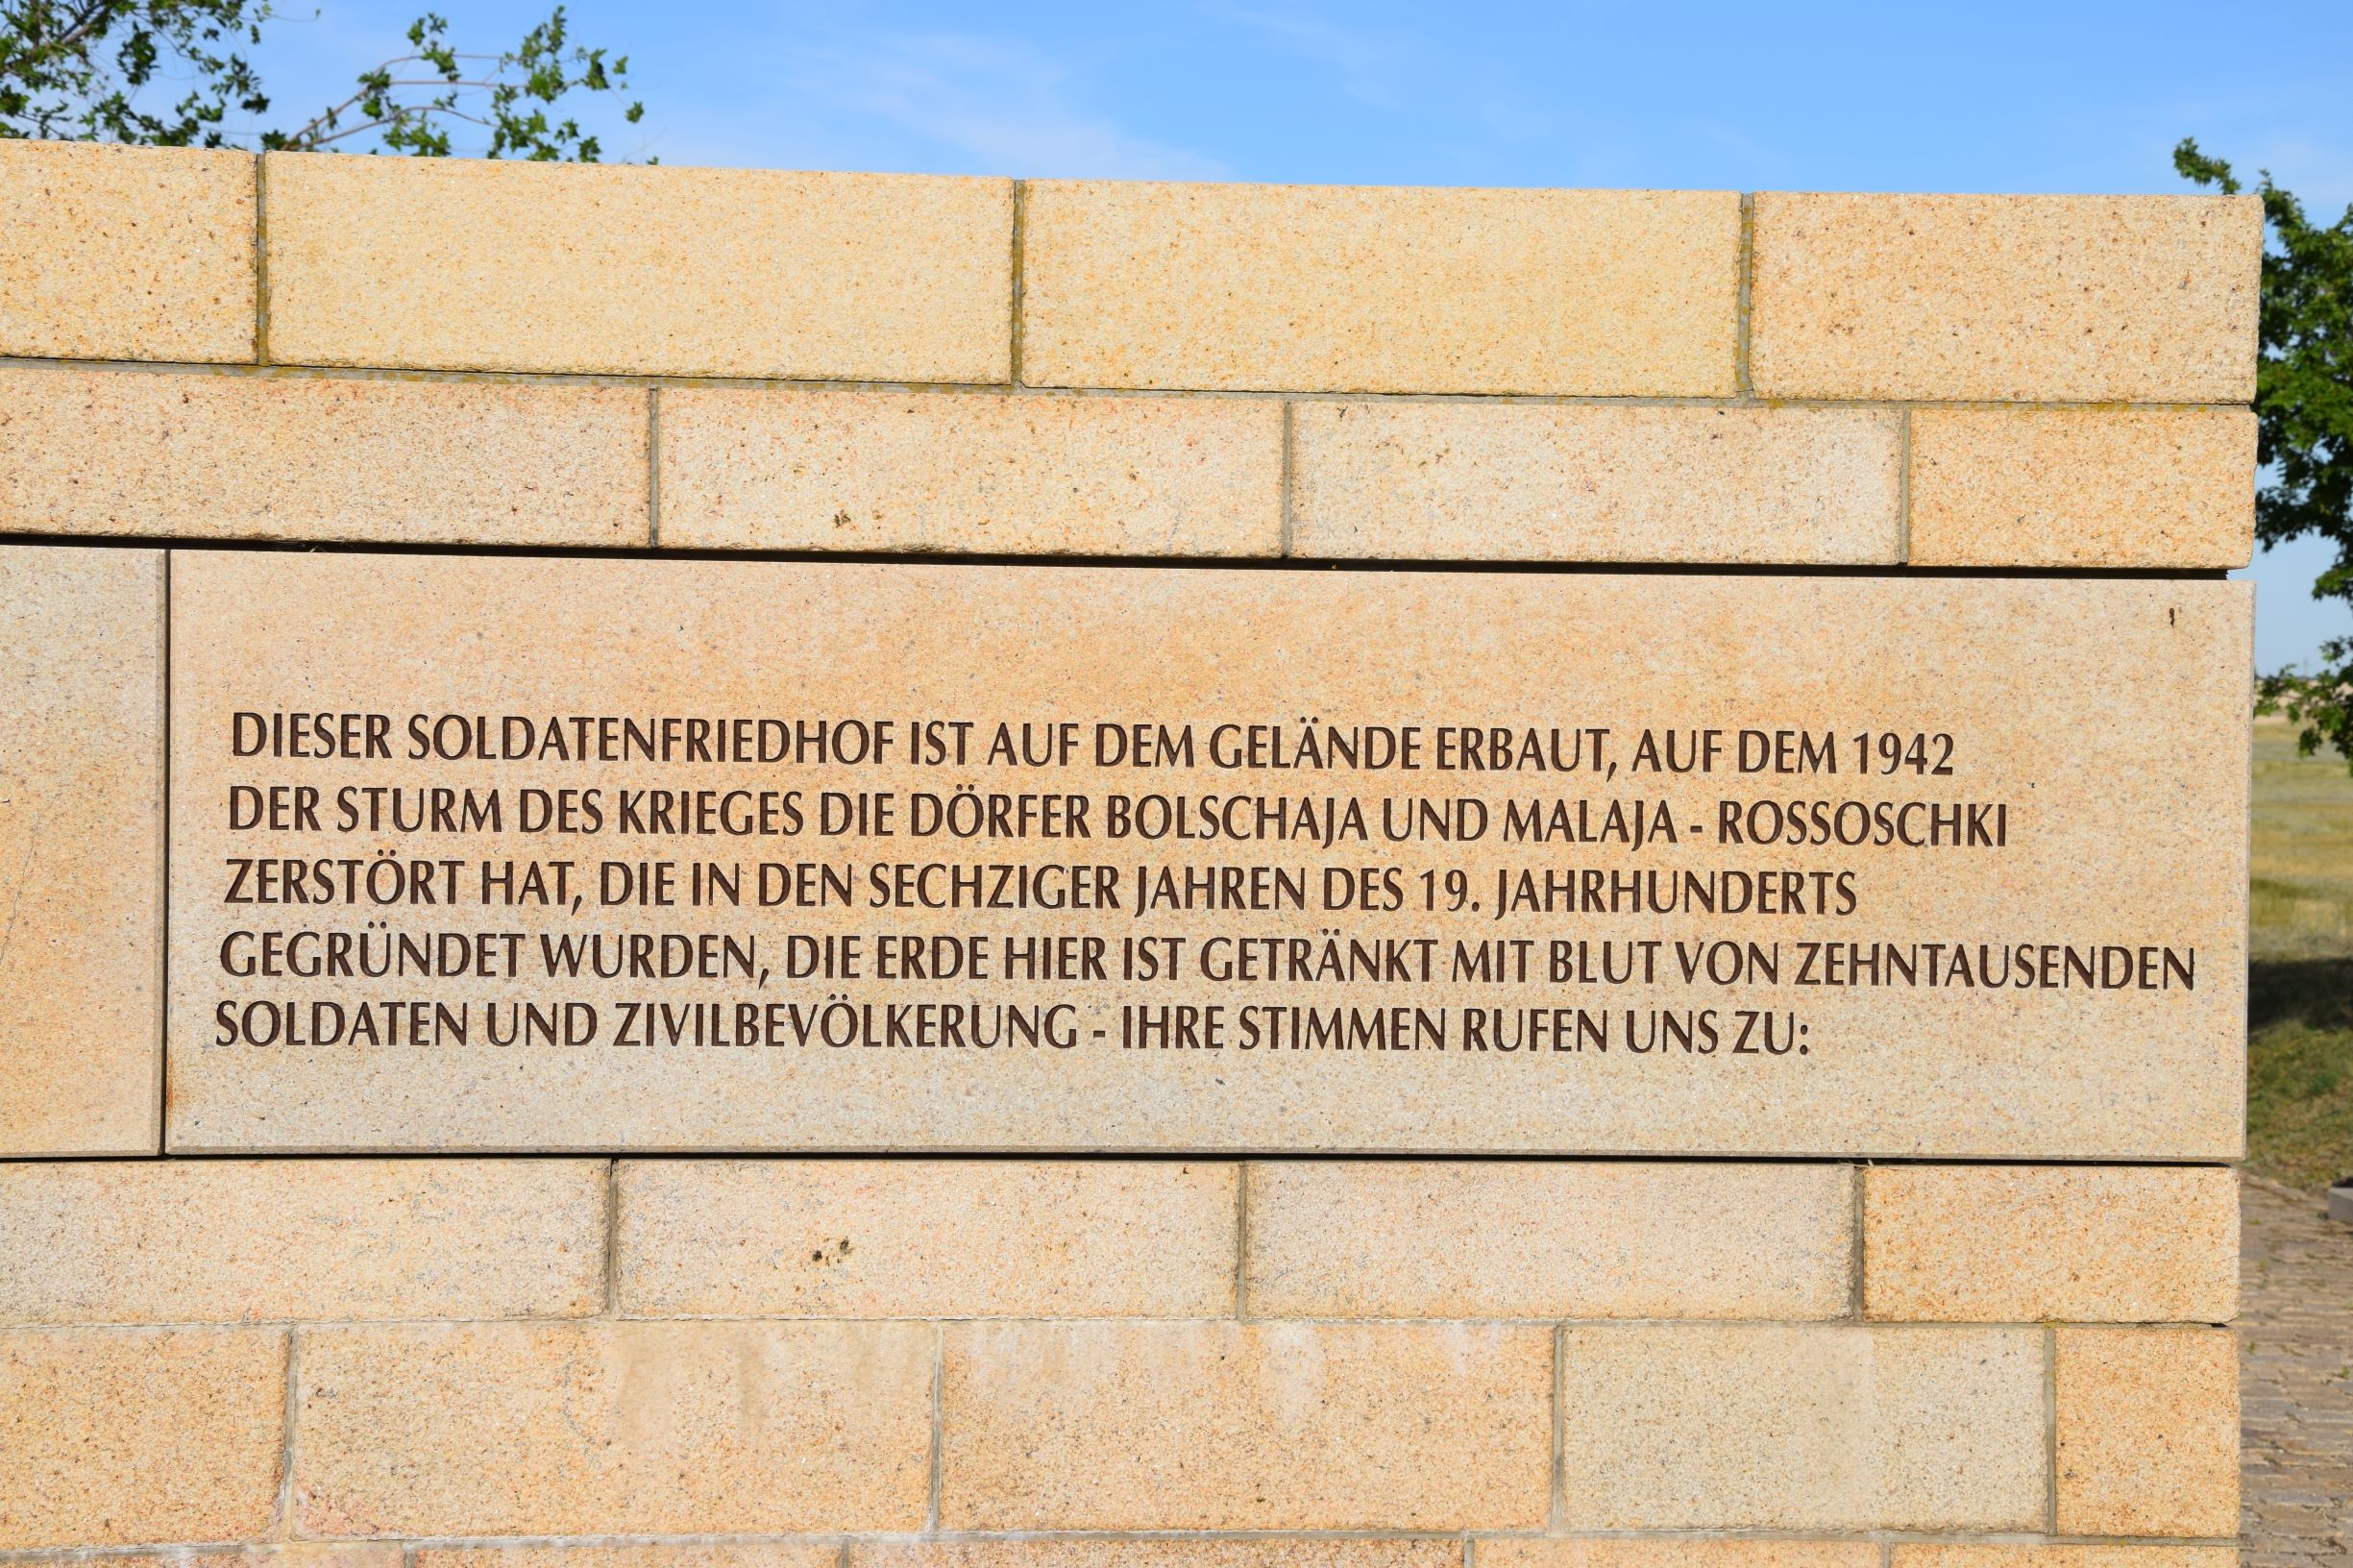 DIESER SOLDATENFRIEDHOF IST AUF DEM GELÄNDE ERBAUT, AUF DEM 1942
DER STURM DES KRIEGES DIE DÖRFER BOLSCHAJA UND MALAJA - ROSSOSCHKI
ZERSTÖRT HAT, DIE IN DEN SECHZIGER JAHREN DES 19. JAHRHUNDERTS
GEGRÜNDET WURDEN, DIE ERDE HIER IST GETRÄNKT MIT BLUT VON ZEHNTAUSENDEN
SOLDATEN UND ZIVILBEVÖLKERUNG - IHRE STIMMEN RUFEN UNS ZU: